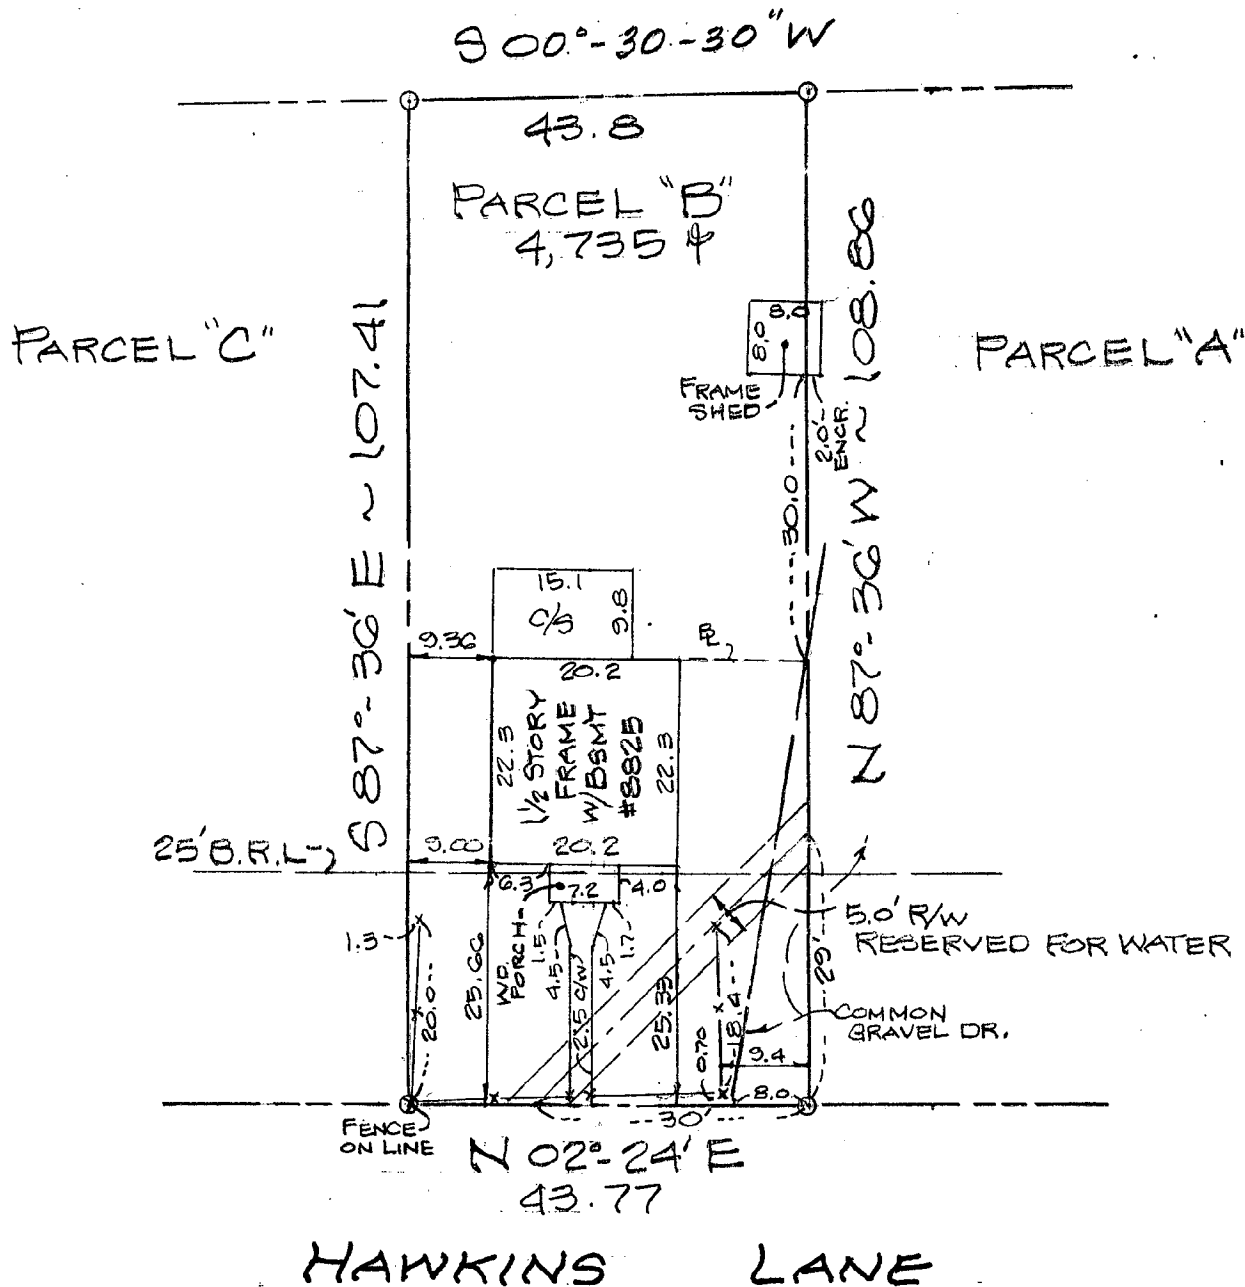 S 00°-30-30"W
43.8
PARCEL "B"
4,735
PARCEL "C"
PARCEL "A"
S 87°-36' E ~ 107.41
N 87°-36' W ~ 108.86
8.0
8.0
FRAME
SHED
2.0'
ENCR.
30.0
15.1
C/S
9.8
9.36
20.2
22.3
1 1/2 STORY
FRAME
W/BSMT
#8825
22.3
25' B.R.L.
9.00
20.2
6.3
7.2
4.0
WD.
PORCH
1.5
4.5
2.5 C/W
4.5
1.7
1.3
20.0
25.66
25.39
0.70
18.4
5.0' R/W
RESERVED FOR WATER
29'
COMMON
GRAVEL DR.
9.4
8.0
30'
FENCE
ON LINE
N 02°-24' E
43.77
HAWKINS LANE